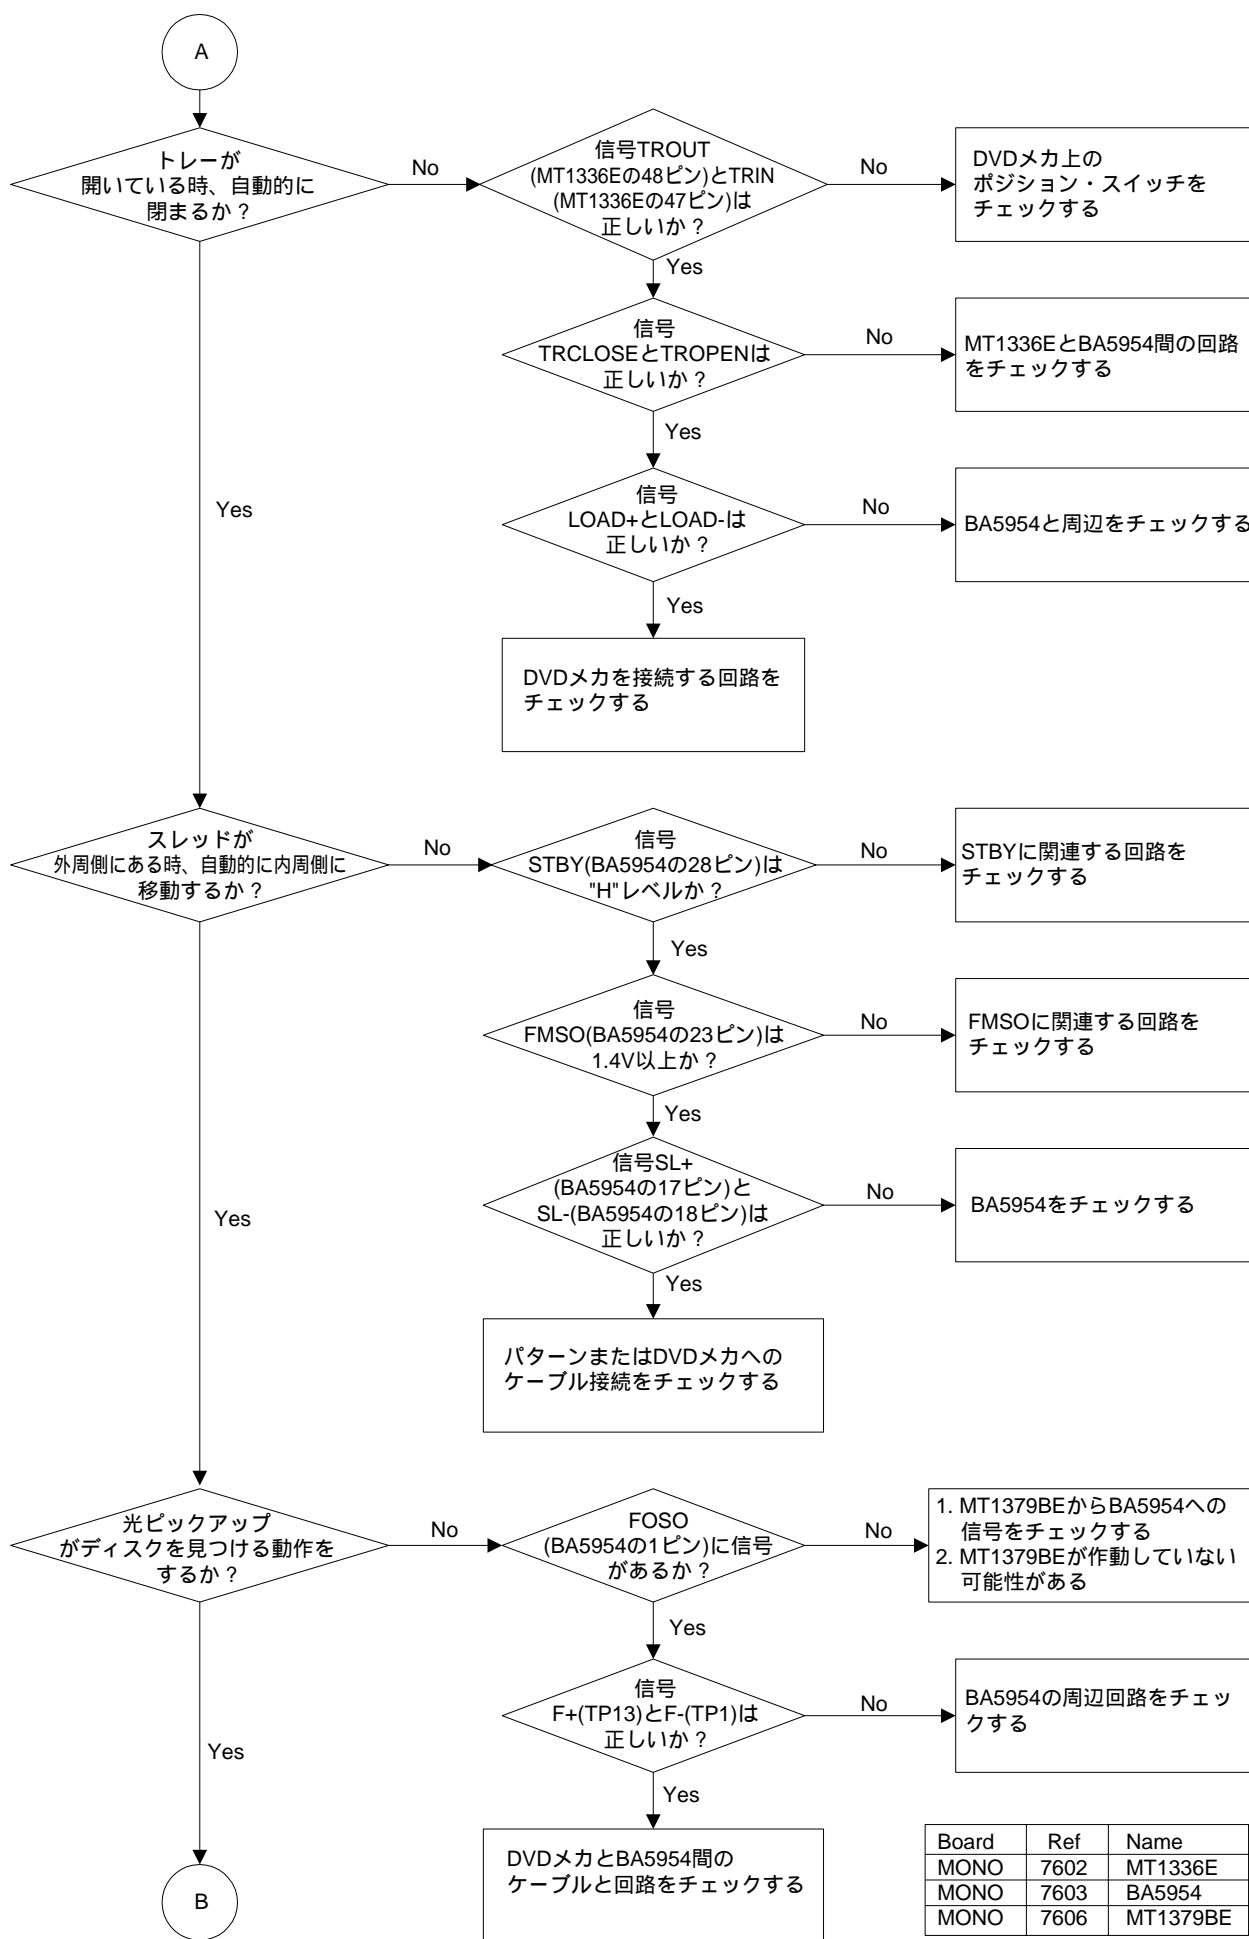 A
トレーが
開いている時、自動的に
閉まるか？
No
信号TROUT
(MT1336Eの48ピン)とTRIN
(MT1336Eの47ピン)は
正しいか？
No
DVDメカ上の
ポジション・スイッチを
チェックする
Yes
信号
TRCLOSEとTROPENは
正しいか？
No
MT1336EとBA5954間の回路
をチェックする
Yes
信号
LOAD+とLOAD-は
正しいか？
No
BA5954と周辺をチェックする
Yes
DVDメカを接続する回路を
チェックする
Yes
スレッドが
外周側にある時、自動的に内周側に
移動するか？
No
信号
STBY(BA5954の28ピン)は
"H"レベルか？
No
STBYに関連する回路を
チェックする
Yes
信号
FMSO(BA5954の23ピン)は
1.4V以上か？
No
FMSOに関連する回路を
チェックする
Yes
信号SL+
(BA5954の17ピン)と
SL-(BA5954の18ピン)は
正しいか？
No
BA5954をチェックする
Yes
パターンまたはDVDメカへの
ケーブル接続をチェックする
Yes
光ピックアップ
がディスクを見つける動作を
するか？
No
FOSO
(BA5954の1ピン)に信号
があるか？
No
1. MT1379BEからBA5954への
信号をチェックする
2. MT1379BEが作動していない
可能性がある
Yes
信号
F+(TP13)とF-(TP1)は
正しいか？
No
BA5954の周辺回路をチェッ
クする
Yes
DVDメカとBA5954間の
ケーブルと回路をチェックする
Yes
B
Board Ref Name
MONO 7602 MT1336E
MONO 7603 BA5954
MONO 7606 MT1379BE